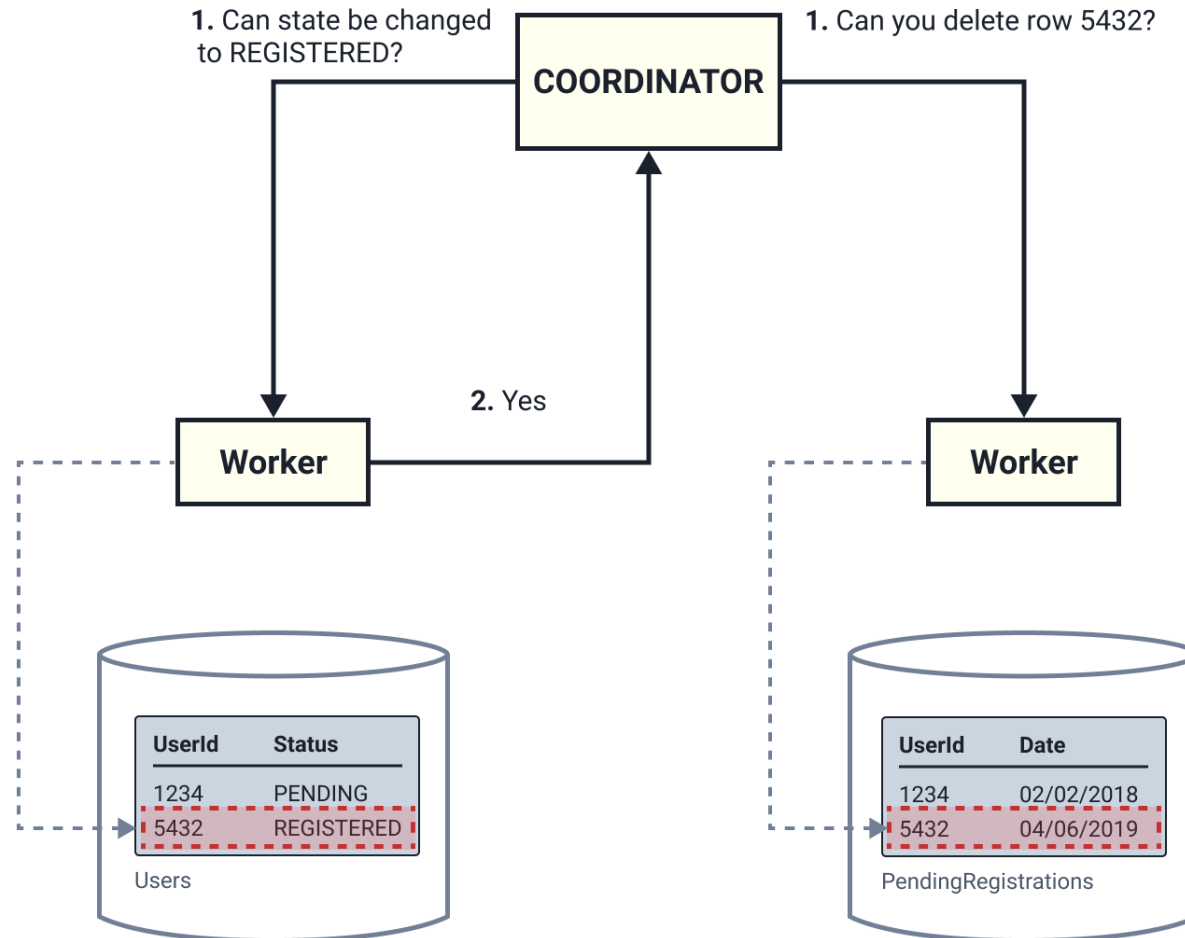 1. Can state be changed
to REGISTERED?
1. Can you delete row 5432?
COORDINATOR
2. Yes
Worker
Worker
UserId Status
1234 PENDING
5432 REGISTERED
Users
UserId Date
1234 02/02/2018
5432 04/06/2019
PendingRegistrations